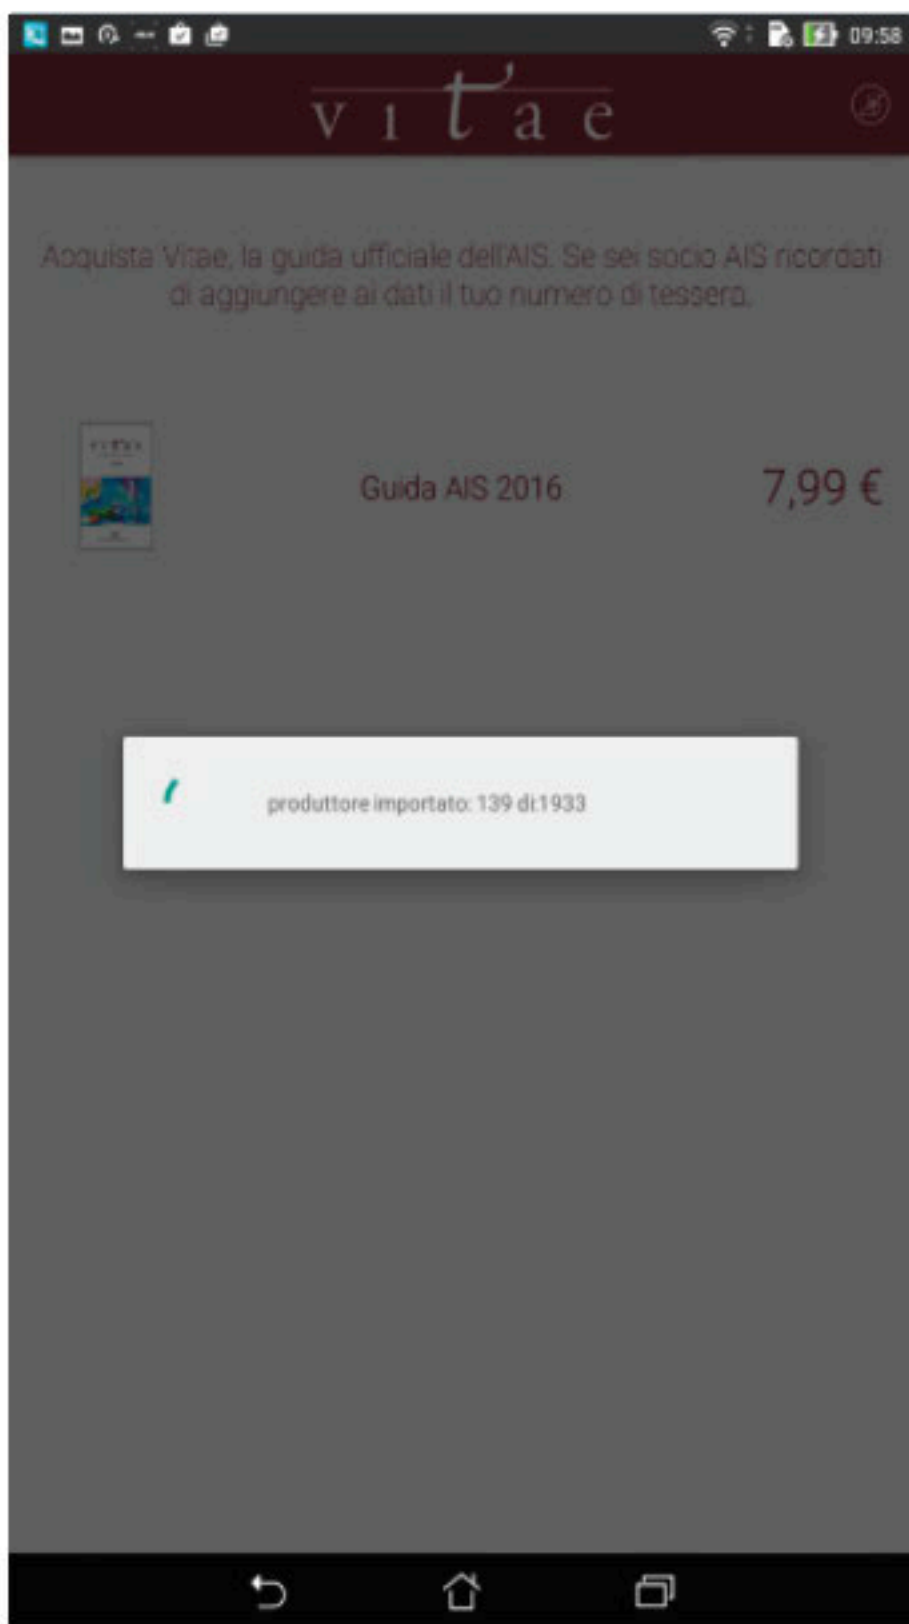 09:58
vitae
Acquista Vitae, la guida ufficiale dell'AIS. Se sei socio AIS ricordati
di aggiungere ai dati il tuo numero di tessera.
vitae
Guida AIS 2016
7,99 €
produttore importato: 139 di:1933